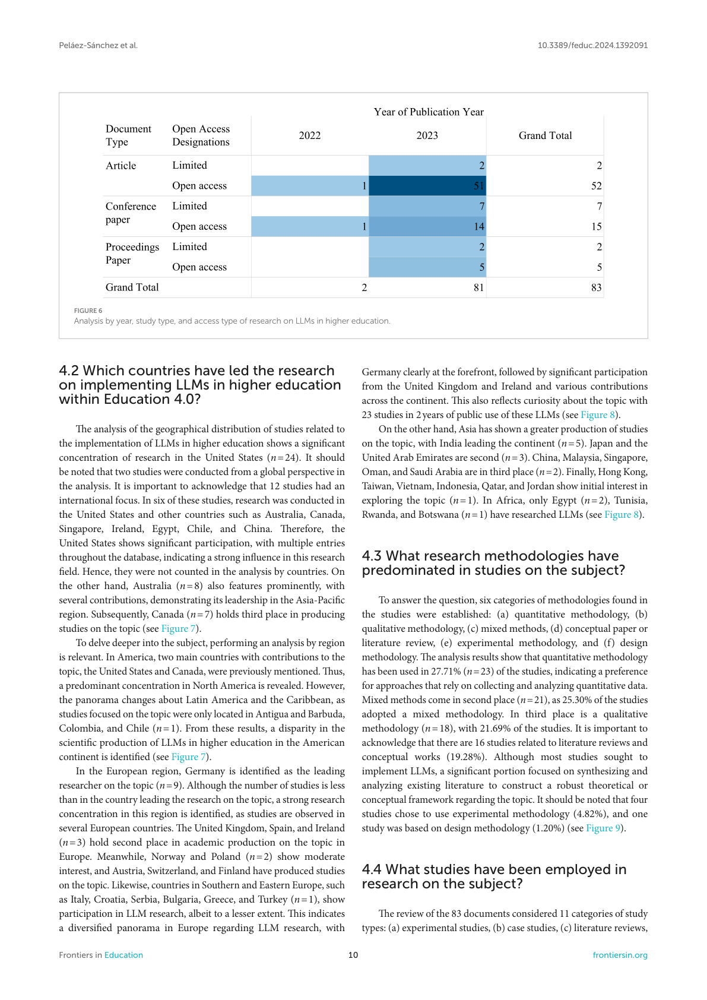 Peláez-Sánchez et al.
10.3389/feduc.2024.1392091
Year of Publication Year
Document Type
Open Access Designations
2022
2023
Grand Total
Article Limited 2 2
Open access 1 51 52
Conference paper Limited 7 7
Open access 1 14 15
Proceedings Paper Limited 2 2
Open access 5 5
Grand Total 2 81 83
FIGURE 6
Analysis by year, study type, and access type of research on LLMs in higher education.
4.2 Which countries have led the research
on implementing LLMs in higher education
within Education 4.0?
The analysis of the geographical distribution of studies related to
the implementation of LLMs in higher education shows a significant
concentration of research in the United States (n=24). It should
be noted that two studies were conducted from a global perspective in
the analysis. It is important to acknowledge that 12 studies had an
international focus. In six of these studies, research was conducted in
the United States and other countries such as Australia, Canada,
Singapore, Ireland, Egypt, Chile, and China. Therefore, the
United States shows significant participation, with multiple entries
throughout the database, indicating a strong influence in this research
field. Hence, they were not counted in the analysis by countries. On
the other hand, Australia (n=8) also features prominently, with
several contributions, demonstrating its leadership in the Asia-Pacific
region. Subsequently, Canada (n=7) holds third place in producing
studies on the topic (see Figure 7).
To delve deeper into the subject, performing an analysis by region
is relevant. In America, two main countries with contributions to the
topic, the United States and Canada, were previously mentioned. Thus,
a predominant concentration in North America is revealed. However,
the panorama changes about Latin America and the Caribbean, as
studies focused on the topic were only located in Antigua and Barbuda,
Colombia, and Chile (n=1). From these results, a disparity in the
scientific production of LLMs in higher education in the American
continent is identified (see Figure 7).
In the European region, Germany is identified as the leading
researcher on the topic (n=9). Although the number of studies is less
than in the country leading the research on the topic, a strong research
concentration in this region is identified, as studies are observed in
several European countries. The United Kingdom, Spain, and Ireland
(n=3) hold second place in academic production on the topic in
Europe. Meanwhile, Norway and Poland (n=2) show moderate
interest, and Austria, Switzerland, and Finland have produced studies
on the topic. Likewise, countries in Southern and Eastern Europe, such
as Italy, Croatia, Serbia, Bulgaria, Greece, and Turkey (n=1), show
participation in LLM research, albeit to a lesser extent. This indicates
a diversified panorama in Europe regarding LLM research, with
Germany clearly at the forefront, followed by significant participation
from the United Kingdom and Ireland and various contributions
across the continent. This also reflects curiosity about the topic with
23 studies in 2 years of public use of these LLMs (see Figure 8).
On the other hand, Asia has shown a greater production of studies
on the topic, with India leading the continent (n=5). Japan and the
United Arab Emirates are second (n=3). China, Malaysia, Singapore,
Oman, and Saudi Arabia are in third place (n=2). Finally, Hong Kong,
Taiwan, Vietnam, Indonesia, Qatar, and Jordan show initial interest in
exploring the topic (n=1). In Africa, only Egypt (n=2), Tunisia,
Rwanda, and Botswana (n=1) have researched LLMs (see Figure 8).
4.3 What research methodologies have
predominated in studies on the subject?
To answer the question, six categories of methodologies found in
the studies were established: (a) quantitative methodology, (b)
qualitative methodology, (c) mixed methods, (d) conceptual paper or
literature review, (e) experimental methodology, and (f) design
methodology. The analysis results show that quantitative methodology
has been used in 27.71% (n=23) of the studies, indicating a preference
for approaches that rely on collecting and analyzing quantitative data.
Mixed methods come in second place (n=21), as 25.30% of the studies
adopted a mixed methodology. In third place is a qualitative
methodology (n=18), with 21.69% of the studies. It is important to
acknowledge that there are 16 studies related to literature reviews and
conceptual works (19.28%). Although most studies sought to
implement LLMs, a significant portion focused on synthesizing and
analyzing existing literature to construct a robust theoretical or
conceptual framework regarding the topic. It should be noted that four
studies chose to use experimental methodology (4.82%), and one
study was based on design methodology (1.20%) (see Figure 9).
4.4 What studies have been employed in
research on the subject?
The review of the 83 documents considered 11 categories of study
types: (a) experimental studies, (b) case studies, (c) literature reviews,
Frontiers in Education
10
frontiersin.org